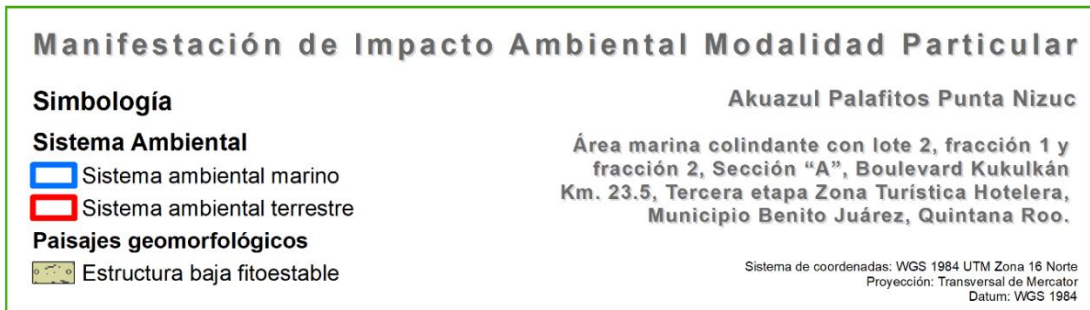 Manifestación de Impacto Ambiental Modalidad Particular
Simbología
Sistema Ambiental
Sistema ambiental marino
Sistema ambiental terrestre
Paisajes geomorfológicos
Estructura baja fitoestable
Akuazul Palafitos Punta Nizuc
Área marina colindante con lote 2, fracción 1 y
fracción 2, Sección “A”, Boulevard Kukulkán
Km. 23.5, Tercera etapa Zona Turística Hotelera,
Municipio Benito Juárez, Quintana Roo.
Sistema de coordenadas: WGS 1984 UTM Zona 16 Norte
Proyección: Transversal de Mercator
Datum: WGS 1984